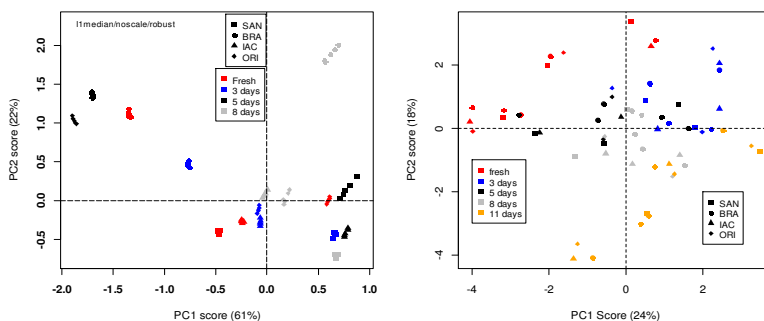 l1median/noscale/robust
SAN
BRA
IAC
ORI
Fresh
3 days
5 days
8 days
PC2 score (22%)
2.0
1.5
1.0
0.5
0.0
-0.5
-2.0 -1.5 -1.0 -0.5 0.0 0.5 1.0
PC1 score (61%)
PC2 score (18%)
2
0
-2
-4
fresh
3 days
5 days
8 days
11 days
SAN
BRA
IAC
ORI
-4 -2 0 2
PC1 Score (24%)